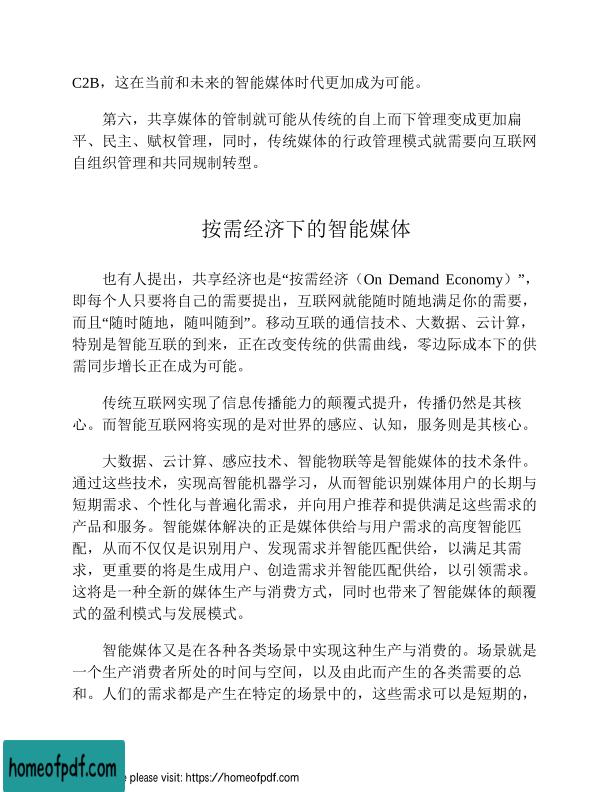 C2B，这在当前和未来的智能媒体时代更加成为可能。
第六，共享媒体的管制就可能从传统的自上而下管理变成更加扁
平、民主、赋权管理，同时，传统媒体的行政管理模式就需要向互联网
自组织管理和共同规制转型。
按需经济下的智能媒体
也有人提出，共享经济也是“按需经济（On Demand Economy）”，
即每个人只要将自己的需要提出，互联网就能随时随地满足你的需要，
而且“随时随地，随叫随到”。移动互联的通信技术、大数据、云计算，
特别是智能互联的到来，正在改变传统的供需曲线，零边际成本下的供
需同步增长正在成为可能。
传统互联网实现了信息传播能力的颠覆式提升，传播仍然是其核
心。而智能互联网将实现的是对世界的感应、认知，服务则是其核心。
大数据、云计算、感应技术、智能物联等是智能媒体的技术条件。
通过这些技术，实现高智能机器学习，从而智能识别媒体用户的长期与
短期需求、个性化与普遍化需求，并向用户推荐和提供满足这些需求的
产品和服务。智能媒体解决的正是媒体供给与用户需求的高度智能匹
配，从而不仅仅是识别用户、发现需求并智能匹配供给，以满足其需
求，更重要的将是生成用户、创造需求并智能匹配供给，以引领需求。
这将是一种全新的媒体生产与消费方式，同时也带来了智能媒体的颠覆
式的盈利模式与发展模式。
智能媒体又是在各种各类场景中实现这种生产与消费的。场景就是
一个生产消费者所处的时间与空间，以及由此而产生的各类需要的总
和。人们的需求都是产生在特定的场景中的，这些需求可以是短期的，
homeofpdf.com
e please visit: https://homeofpdf.com